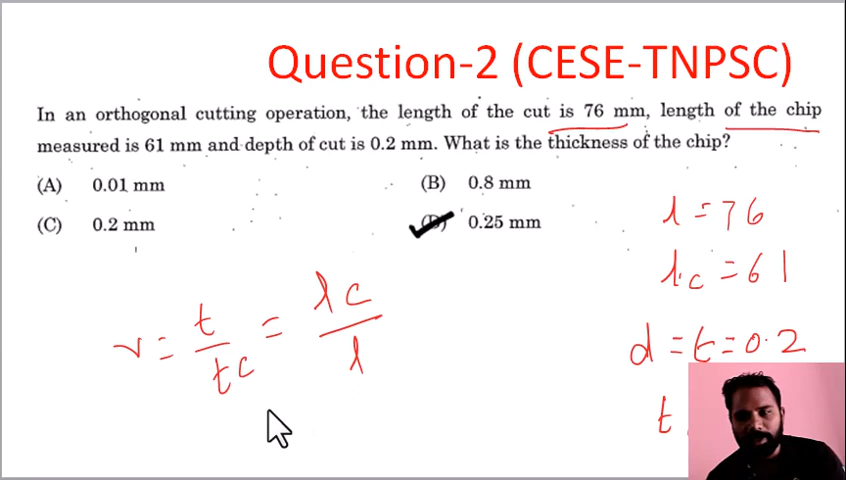 Question-2 (CESE-TNPSC)
In an orthogonal cutting operation, the length of the cut is 76 mm, length of the chip
measured is 61 mm and depth of cut is 0.2 mm. What is the thickness of the chip?
(A) 0.01 mm (B) 0.8 mm
(C) 0.2 mm (D) 0.25 mm
l = 76
lc = 61
d = t = 0.2
t
r = t/tc = lc/l